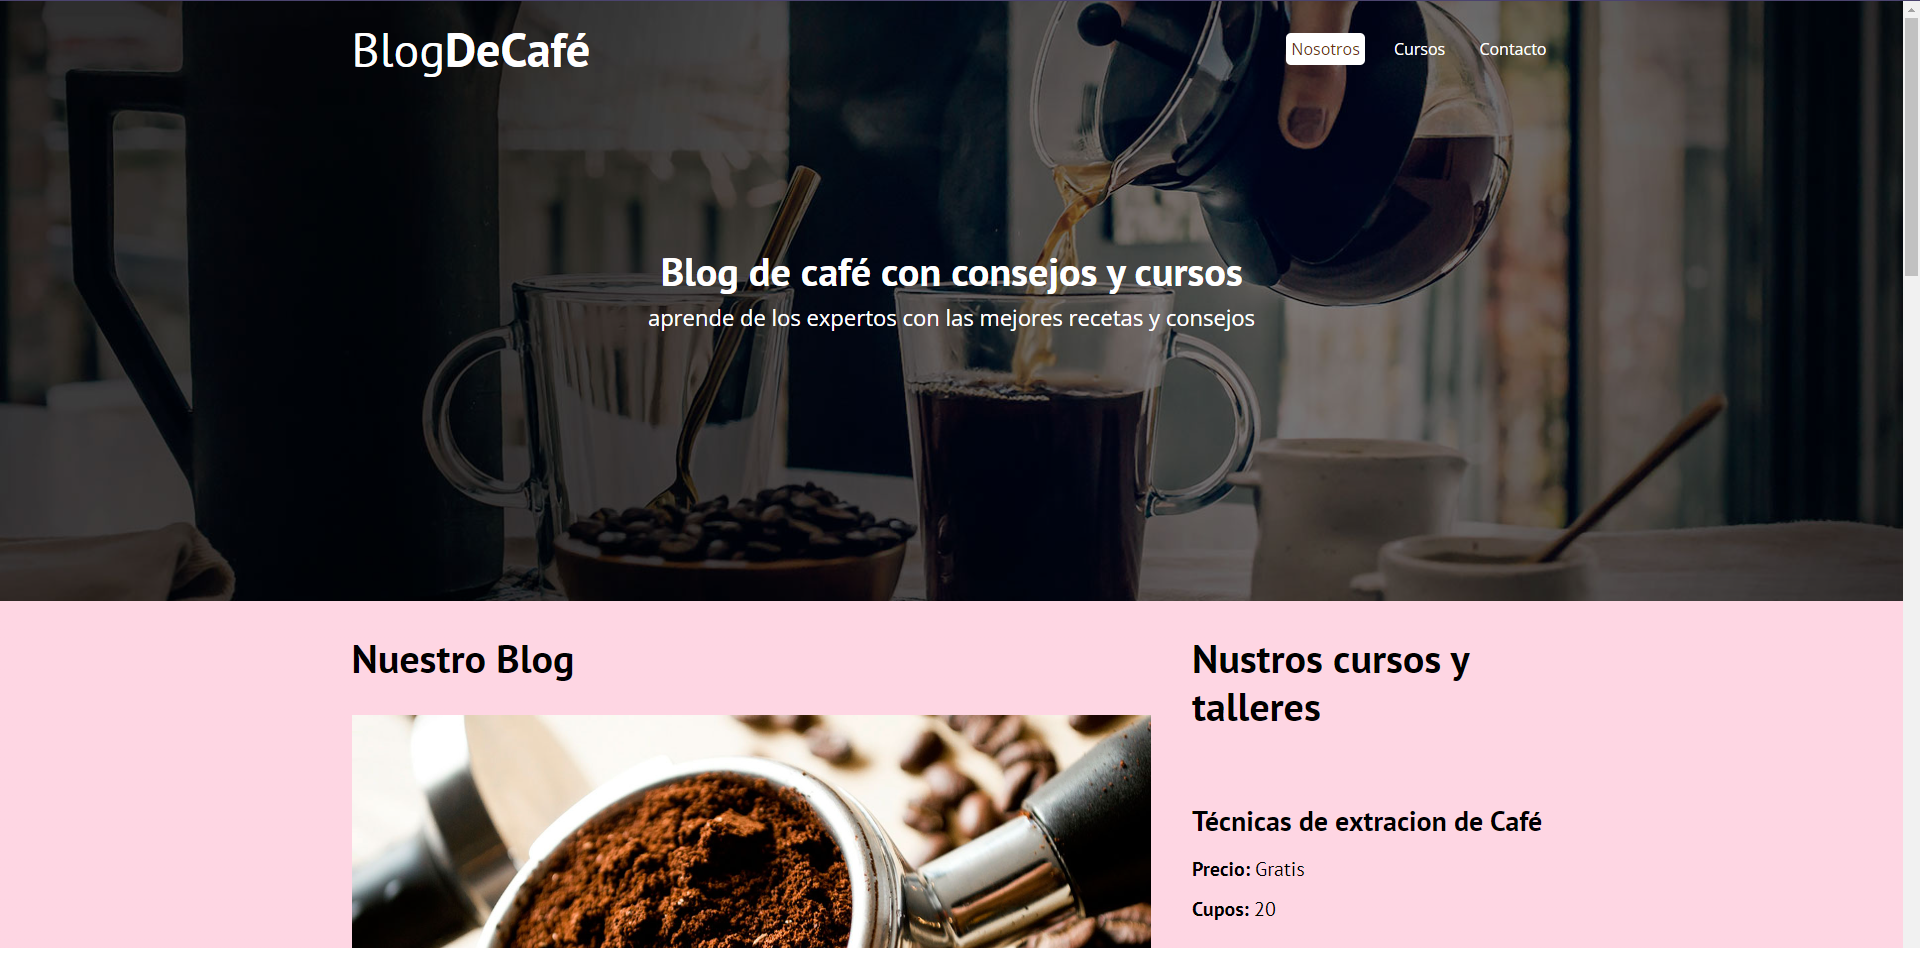 BlogDeCafé
Nosotros Cursos Contacto
Blog de café con consejos y cursos
aprende de los expertos con las mejores recetas y consejos
Nuestro Blog
Nustros cursos y
talleres
Técnicas de extracion de Café
Precio: Gratis
Cupos: 20